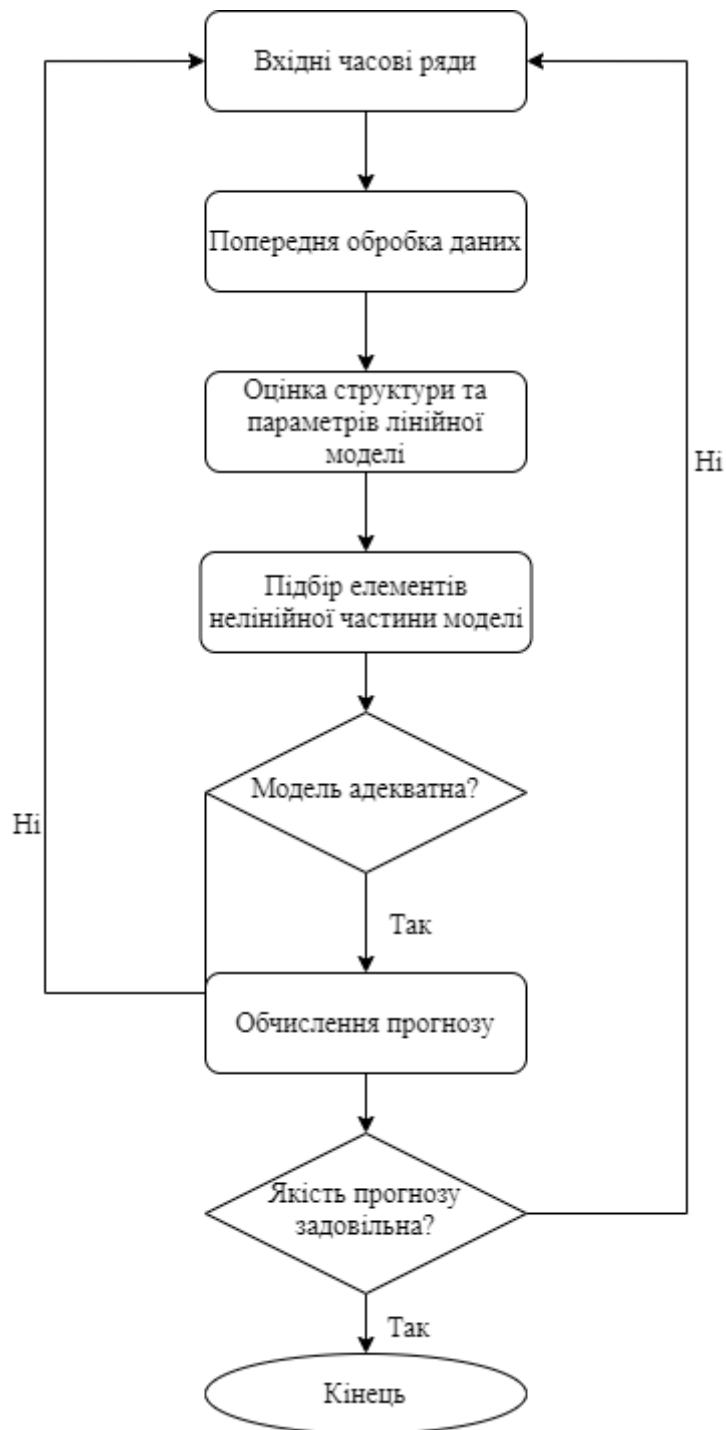 Вхідні часові ряди
Попередня обробка даних
Оцінка структури та
параметрів лінійної
моделі
Ні
Підбір елементів
нелінійної частини моделі
Модель адекватна?
Ні
Так
Обчислення прогнозу
Якість прогнозу
задовільна?
Так
Кінець